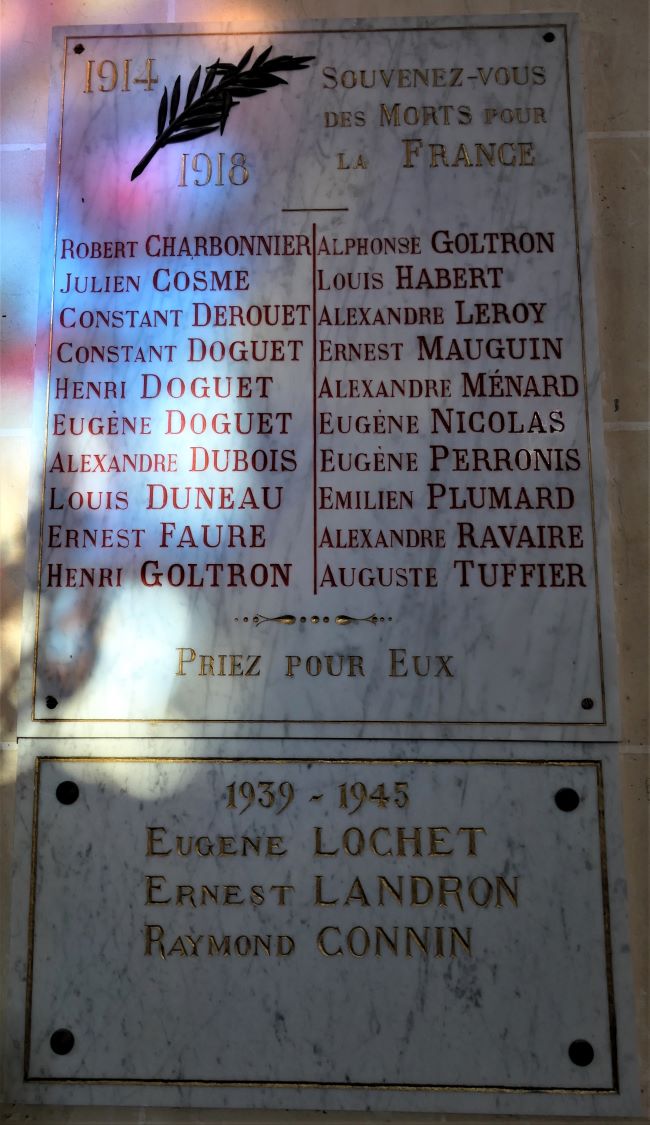 1914
1918
Souvenez-vous
des Morts pour
la France
Robert CHARBONNIER
Julien COSME
Constant DEROUET
Constant DOGUET
Henri DOGUET
Eugène DOGUET
Alexandre DUBOIS
Louis DUNEAU
Ernest FAURE
Henri GOLTRON
Alphonse GOLTRON
Louis HABERT
Alexandre LEROY
Ernest MAUGUIN
Alexandre MÉNARD
Eugène NICOLAS
Eugène PERRONIS
Emilien PLUMARD
Alexandre RAVAIRE
Auguste TUFFIER
Priez pour Eux
1939 - 1945
Eugene LOCHET
Ernest LANDRON
Raymond CONNIN